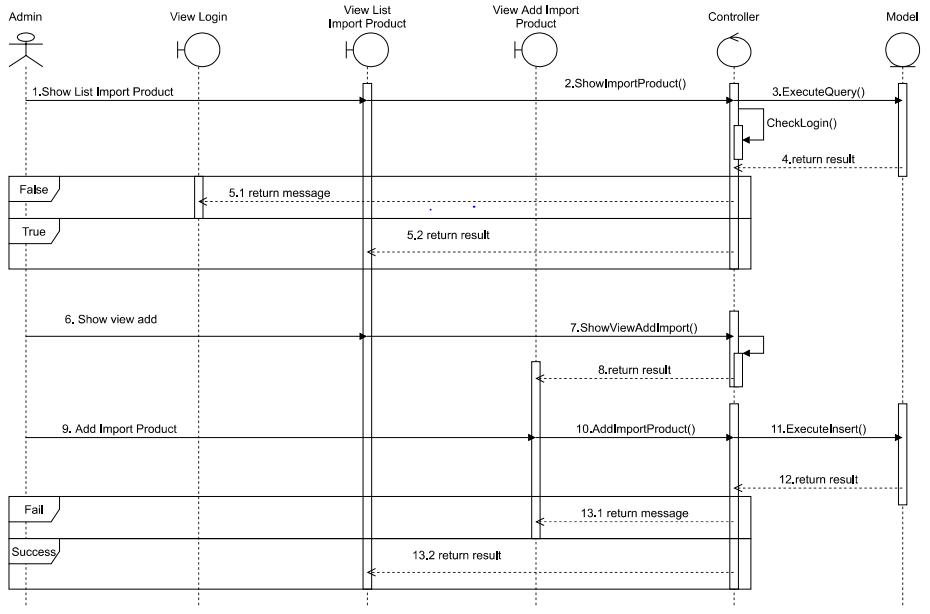 Admin
View Login
View List
Import Product
View Add Import
Product
Controller
Model
1.Show List Import Product
2.ShowImportProduct()
3.ExecuteQuery()
CheckLogin()
4.return result
False
5.1 return message
True
5.2 return result
6. Show view add
7.ShowViewAddImport()
8.return result
9. Add Import Product
10.AddImportProduct()
11.ExecuteInsert()
12.return result
Fail
13.1 return message
Success
13.2 return result